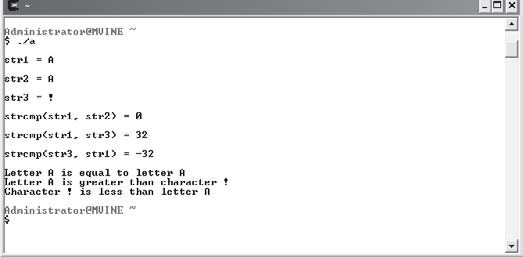 ~
Administrator@MVINE ~
$ ./a
str1 = A
str2 = A
str3 = !
strcmp(str1, str2) = 0
strcmp(str1, str3) = 32
strcmp(str3, str1) = -32
Letter A is equal to letter A
Letter A is greater than character !
Character ! is less than letter A
Administrator@MVINE ~
$